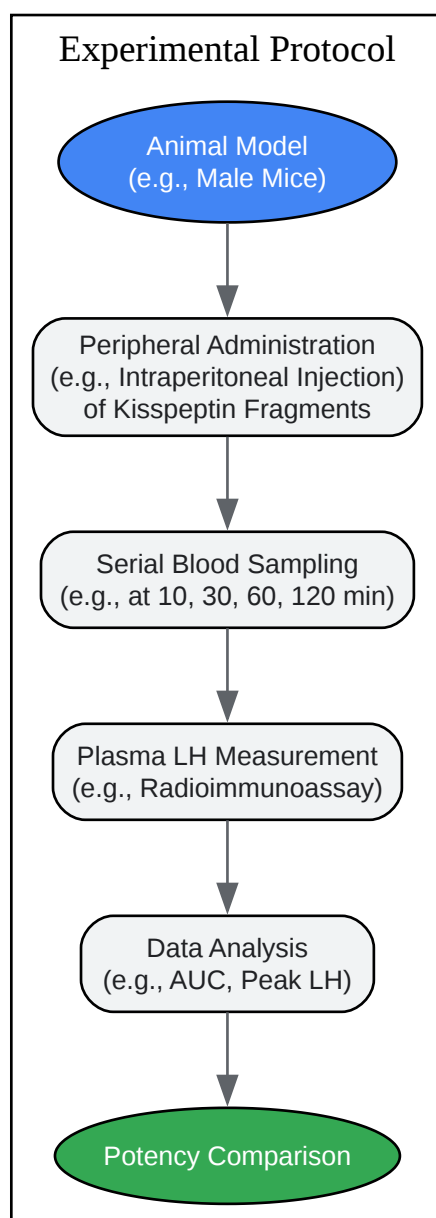 Experimental Protocol
Animal Model
(e.g., Male Mice)
Peripheral Administration
(e.g., Intraperitoneal Injection)
of Kisspeptin Fragments
Serial Blood Sampling
(e.g., at 10, 30, 60, 120 min)
Plasma LH Measurement
(e.g., Radioimmunoassay)
Data Analysis
(e.g., AUC, Peak LH)
Potency Comparison